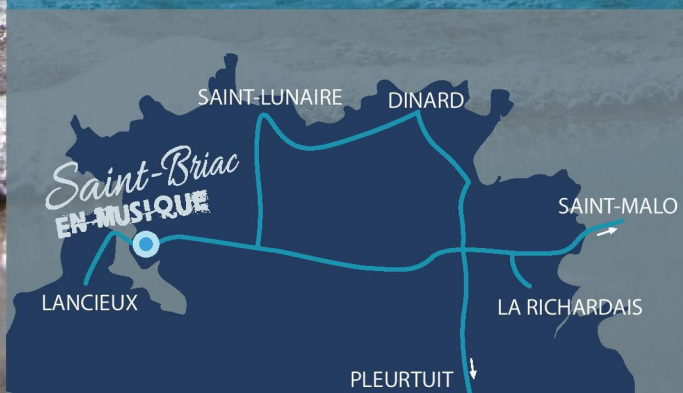 SAINT-LUNAIRE
DINARD
Saint-Briac
EN MUSIQUE
SAINT-MALO
LANCIEUX
LA RICHARDAIS
PLEURTUIT